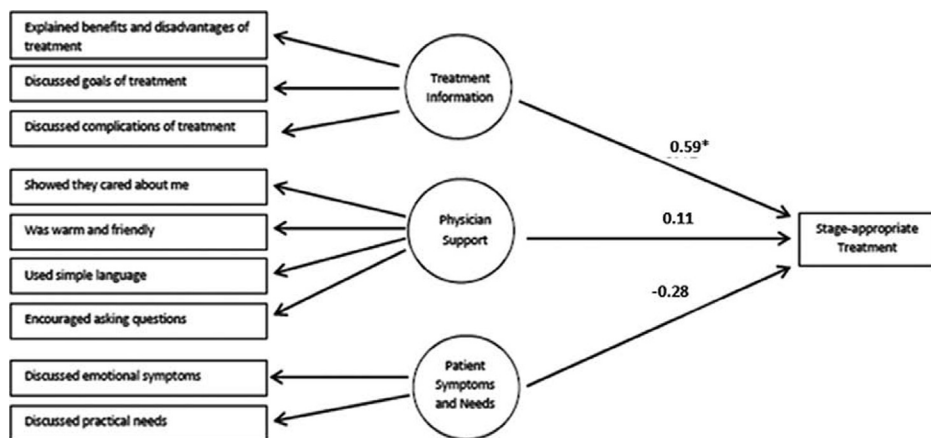 Explained benefits and disadvantages of
treatment
Discussed goals of treatment
Discussed complications of treatment
Treatment
Information
0.59*
Showed they cared about me
Was warm and friendly
Used simple language
Encouraged asking questions
Physician
Support
0.11
Stage-appropriate
Treatment
-0.28
Discussed emotional symptoms
Discussed practical needs
Patient
Symptoms
and Needs